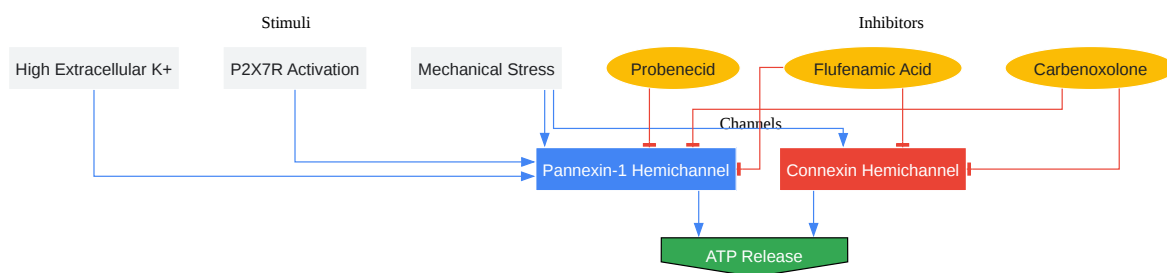 Stimuli
Inhibitors
High Extracellular K+
P2X7R Activation
Mechanical Stress
Probenecid
Flufenamic Acid
Carbenoxolone
Channels
Pannexin-1 Hemichannel
Connexin Hemichannel
ATP Release